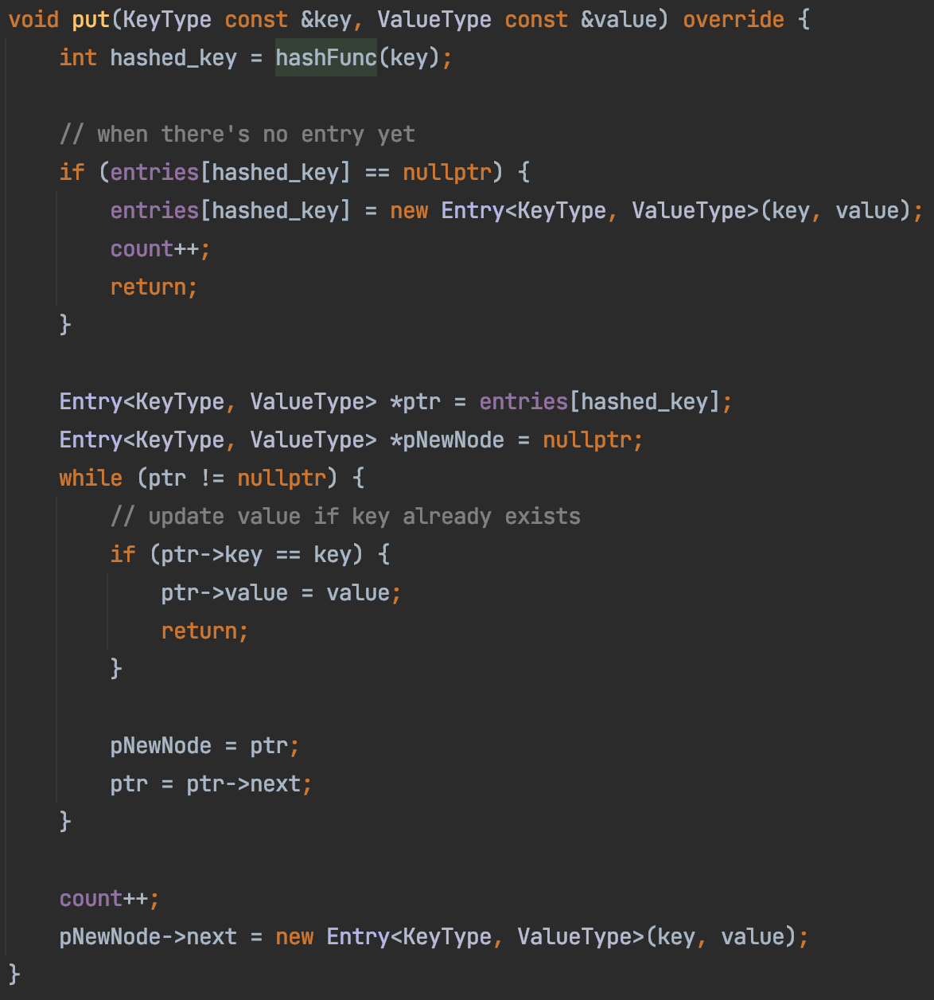 void put(KeyType const &key, ValueType const &value) override {
    int hashed_key = hashFunc(key);

    // when there's no entry yet
    if (entries[hashed_key] == nullptr) {
        entries[hashed_key] = new Entry<KeyType, ValueType>(key, value);
        count++;
        return;
    }

    Entry<KeyType, ValueType> *ptr = entries[hashed_key];
    Entry<KeyType, ValueType> *pNewNode = nullptr;
    while (ptr != nullptr) {
        // update value if key already exists
        if (ptr->key == key) {
            ptr->value = value;
            return;
        }

        pNewNode = ptr;
        ptr = ptr->next;
    }

    count++;
    pNewNode->next = new Entry<KeyType, ValueType>(key, value);
}